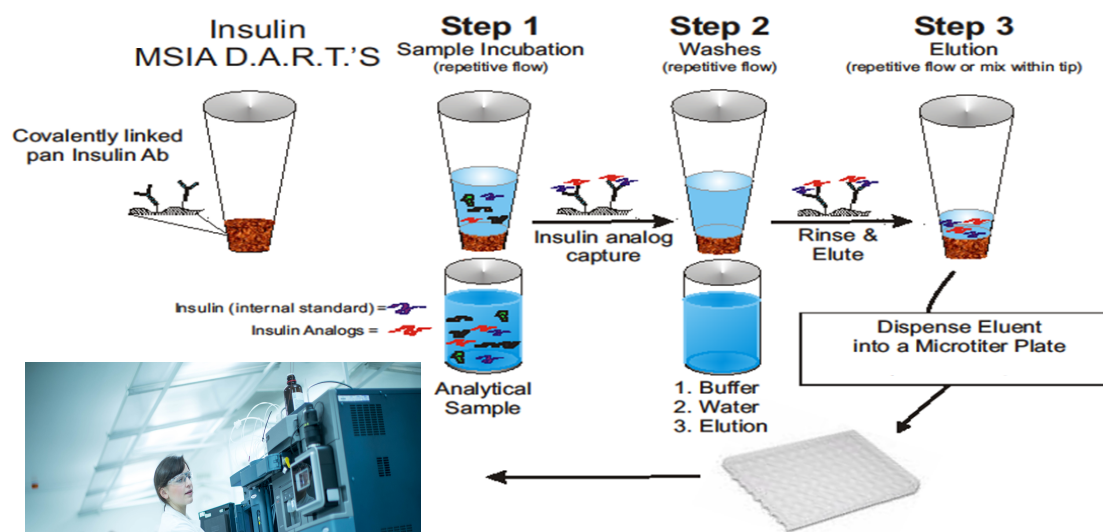 Insulin
MSIA D.A.R.T.'S
Covalently linked
pan Insulin Ab
Step 1
Sample Incubation
(repetitive flow)
Insulin analog
capture
Step 2
Washes
(repetitive flow)
Rinse &
Elute
Step 3
Elution
(repetitive flow or mix within tip)
Insulin (internal standard) =
Insulin Analogs =
Analytical
Sample
1. Buffer
2. Water
3. Elution
Dispense Eluent
into a Microtiter Plate